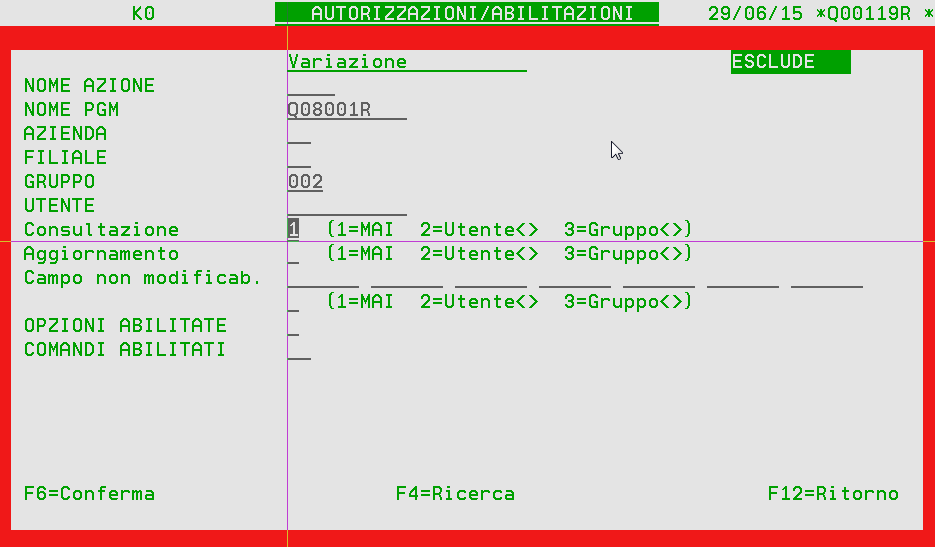 K0 AUTORIZZAZIONI/ABILITAZIONI 29/06/15 *Q00119R *
Variazione ESCLUDE
NOME AZIONE
NOME PGM Q08001R
AZIENDA
FILIALE
GRUPPO 002
UTENTE
Consultazione 1 (1=MAI 2=Utente<> 3=Gruppo<>)
Aggiornamento (1=MAI 2=Utente<> 3=Gruppo<>)
Campo non modificab.
(1=MAI 2=Utente<> 3=Gruppo<>)
OPZIONI ABILITATE
COMANDI ABILITATI
F6=Conferma F4=Ricerca F12=Ritorno